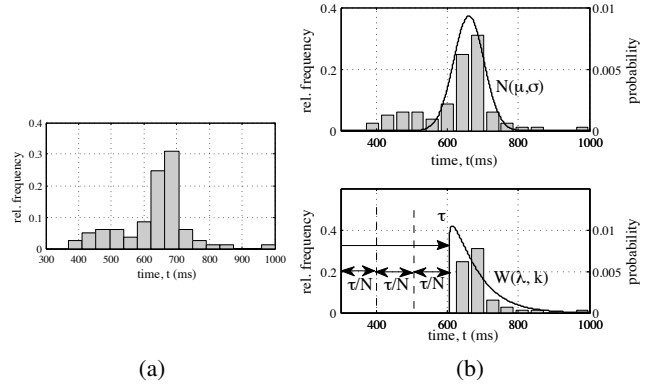 0.4
0.3
0.2
0.1
0
rel. frequency
300 400 500 600 700 800 900 1000
time, t (ms)
(a)
0.4
0.2
0
rel. frequency
0.01
0.005
0
probability
N(μ,σ)
400 600 800 1000
time, t(ms)
0.4
0.2
0.00
rel. frequency
0.01
0.005
0
probability
τ
τ/N τ/N τ/N
W(λ, k)
300 400 600 800 1000
time, t (ms)
(b)